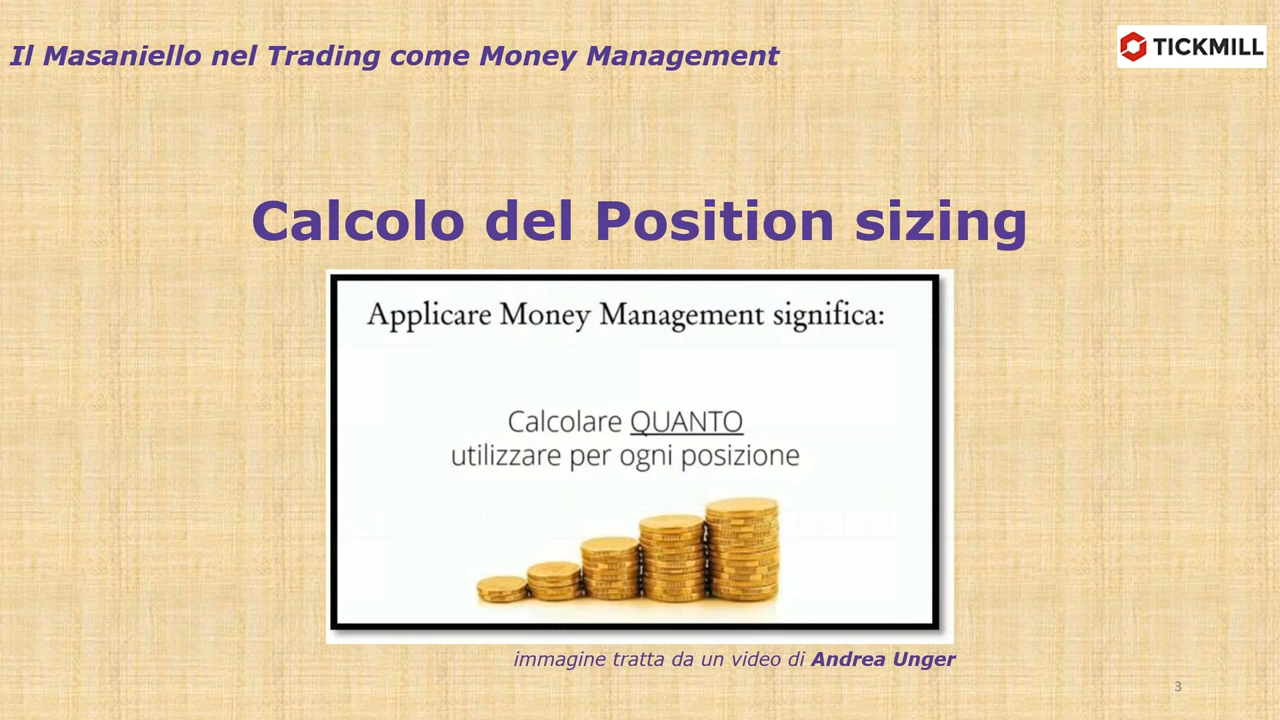 Il Masaniello nel Trading come Money Management
TICKMILL
Calcolo del Position sizing
Applicare Money Management significa:
Calcolare QUANTO
utilizzare per ogni posizione
immagine tratta da un video di Andrea Unger
3